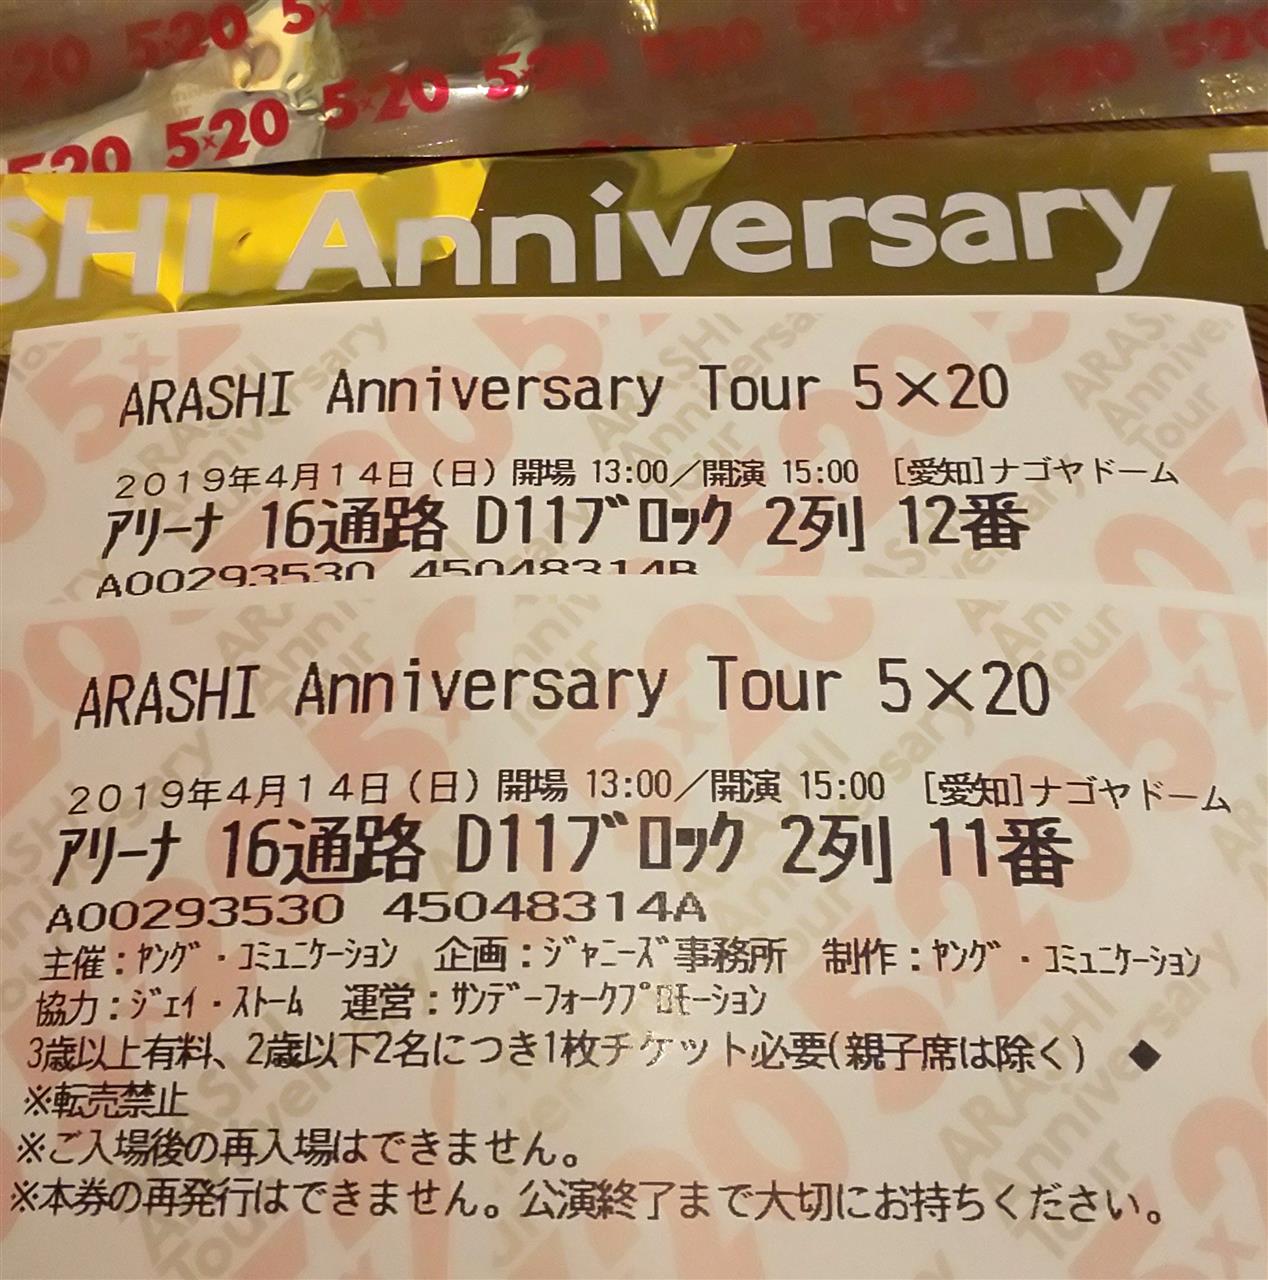 5×20 5×20 5×20
5×20 5×20 5×20 5×20
SHI Anniversary T
ARASHI Anniversary Tour 5×20
2019年4月14日（日）開場 13:00／開演 15:00 ［愛知］ナゴヤドーム
ｱﾘｰﾅ 16通路 D11ﾌﾞﾛｯｸ 2列 12番
A00293530 45048314B
ARASHI Anniversary Tour 5×20
2019年4月14日（日）開場 13:00／開演 15:00 ［愛知］ナゴヤドーム
ｱﾘｰﾅ 16通路 D11ﾌﾞﾛｯｸ 2列 11番
A00293530 45048314A
主催：ﾔﾝｸﾞ・ｺﾐｭﾆｹｰｼｮﾝ 企画：ｼﾞｬﾆｰｽﾞ事務所 制作：ﾔﾝｸﾞ・ｺﾐｭﾆｹｰｼｮﾝ
協力：ｼﾞｪｲ・ｽﾄｰﾑ 運営：ｻﾝﾃﾞｰﾌｫｰｸﾌﾟﾛﾓｰｼｮﾝ
3歳以上有料、2歳以下2名につき1枚チケット必要(親子席は除く) ◆
※転売禁止
※ご入場後の再入場はできません。
※本券の再発行はできません。公演終了まで大切にお持ちください。